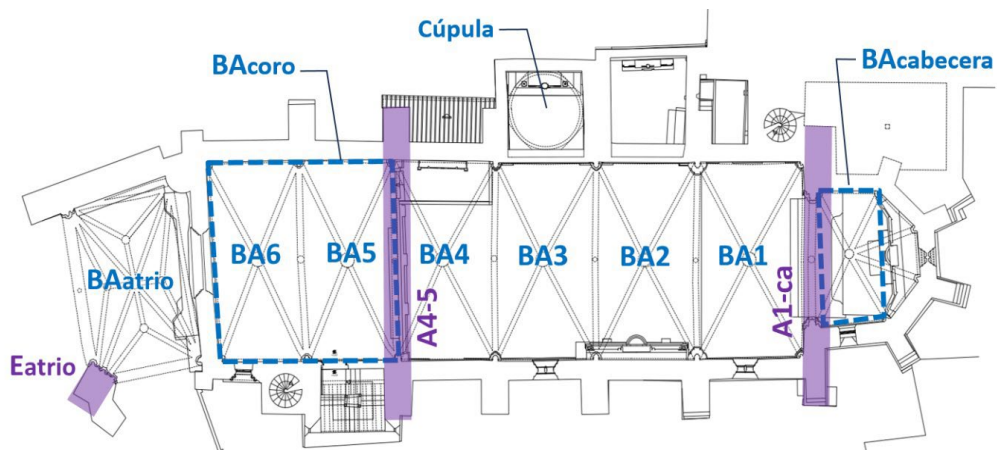 Cúpula
BAcoro
BAcabecera
BA6
BA5
BA4
BA3
BA2
BA1
BAatrio
A4-5
A1-ca
Eatrio